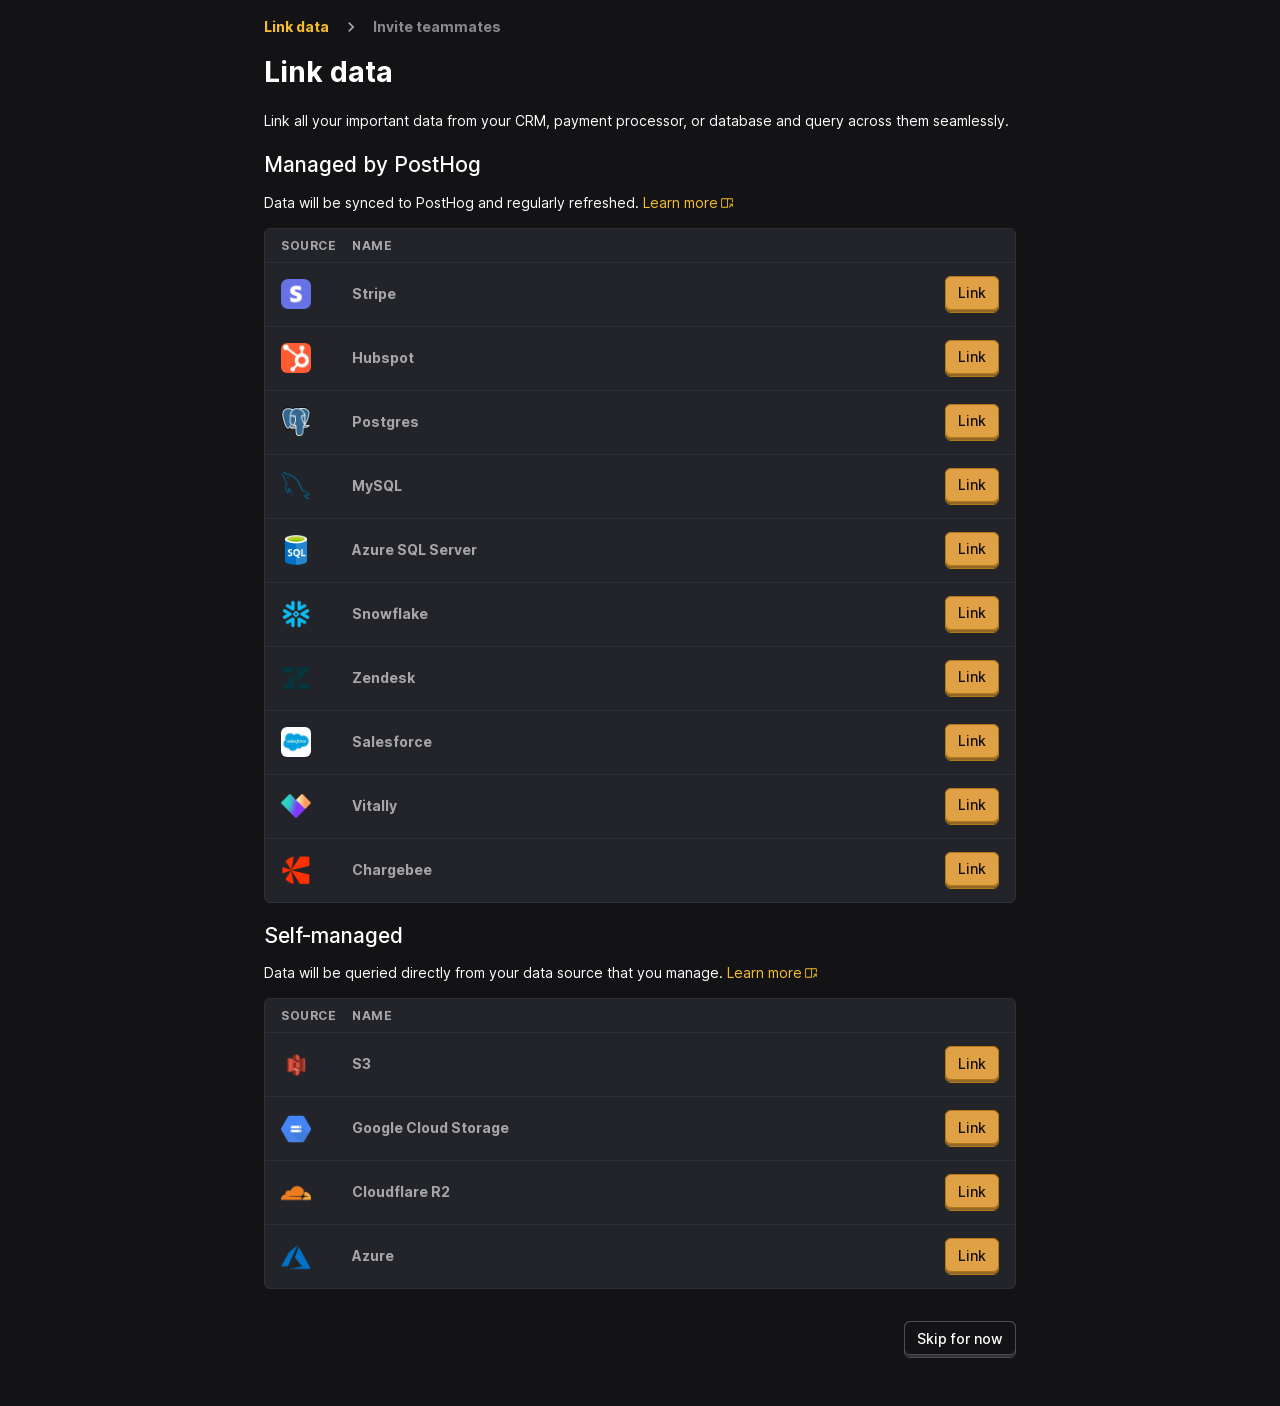 Link data > Invite teammates
Link data
Link all your important data from your CRM, payment processor, or database and query across them seamlessly.
Managed by PostHog
Data will be synced to PostHog and regularly refreshed. Learn more
SOURCE NAME
S Stripe Link
Hubspot Link
Postgres Link
MySQL Link
SQL Azure SQL Server Link
Snowflake Link
Zendesk Link
Salesforce Link
Vitally Link
Chargebee Link
Self-managed
Data will be queried directly from your data source that you manage. Learn more
SOURCE NAME
S3 Link
Google Cloud Storage Link
Cloudflare R2 Link
Azure Link
Skip for now